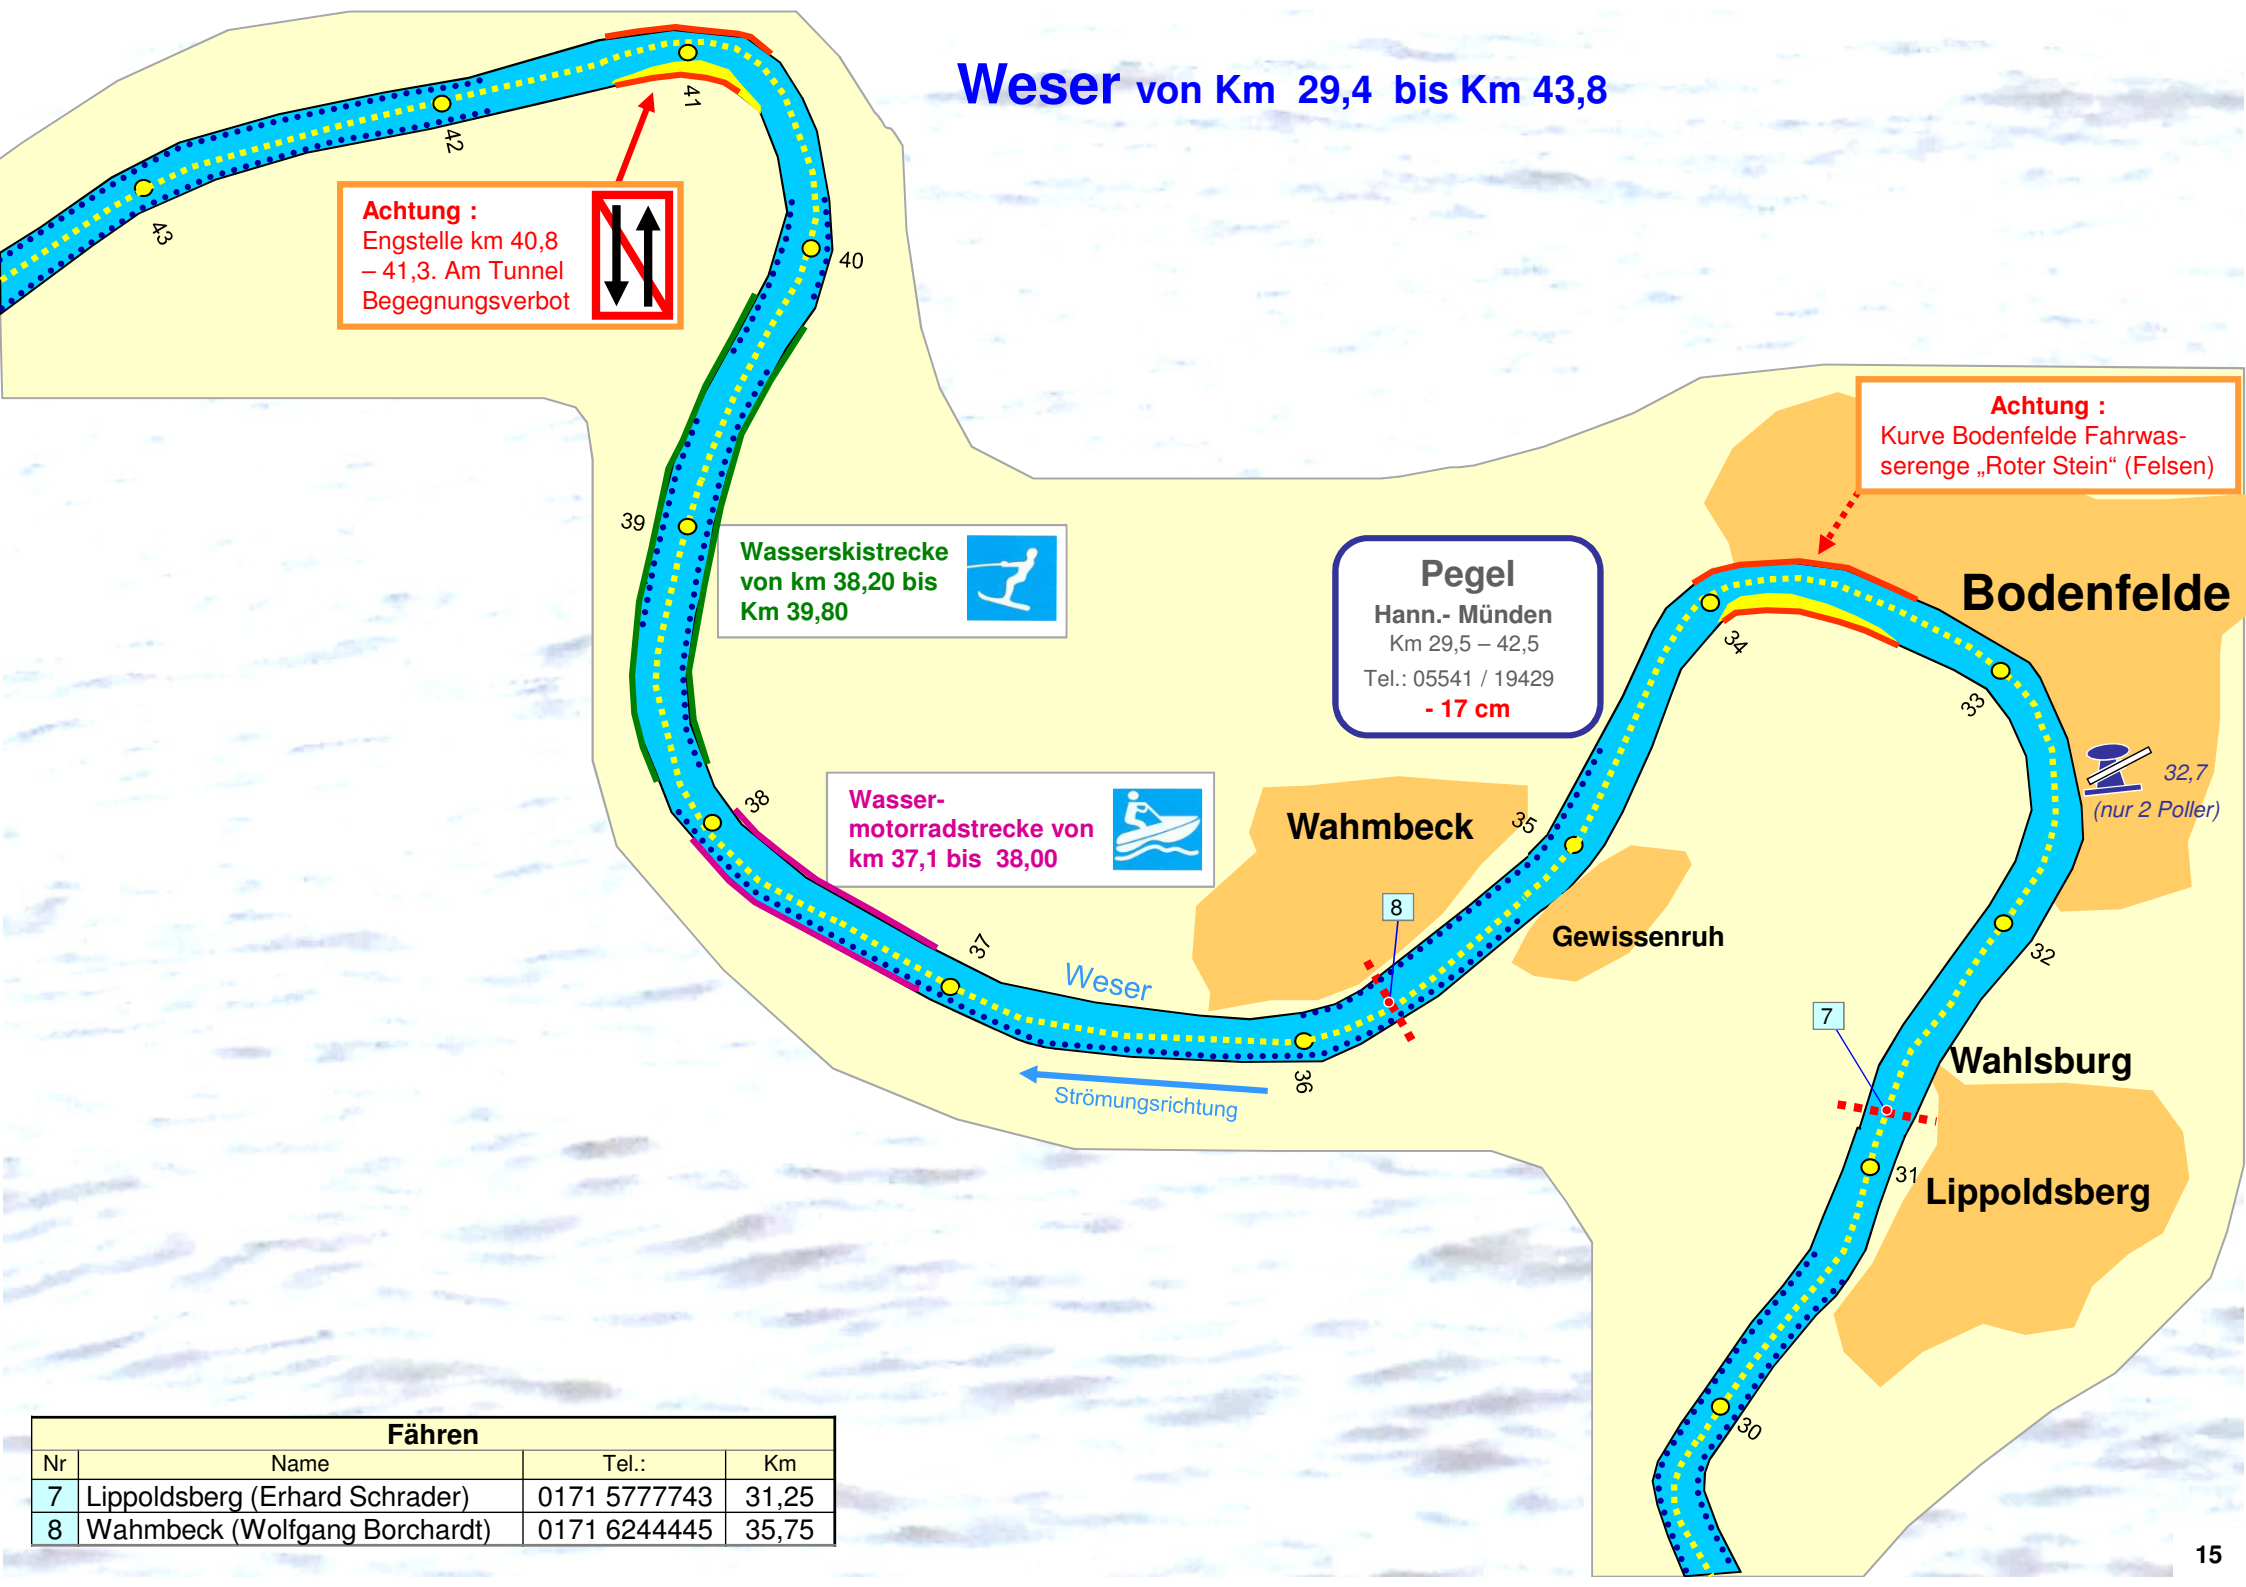 Weser von Km 29,4 bis Km 43,8
41
42
43
40
Achtung :
Engstelle km 40,8
– 41,3. Am Tunnel
Begegnungsverbot
Achtung :
Kurve Bodenfelde Fahrwas-
serenge „Roter Stein“ (Felsen)
39
Wasserskistrecke
von km 38,20 bis
Km 39,80
Pegel
Hann.- Münden
Km 29,5 – 42,5
Tel.: 05541 / 19429
- 17 cm
Bodenfelde
34
33
32,7
(nur 2 Poller)
38
Wasser-
motorradstrecke von
km 37,1 bis 38,00
Wahmbeck
35
8
Gewissenruh
37
Weser
32
7
Wahlsburg
36
Strömungsrichtung
31
Lippoldsberg
30
Fähren
Nr Name Tel.: Km
7 Lippoldsberg (Erhard Schrader) 0171 5777743 31,25
8 Wahmbeck (Wolfgang Borchardt) 0171 6244445 35,75
15